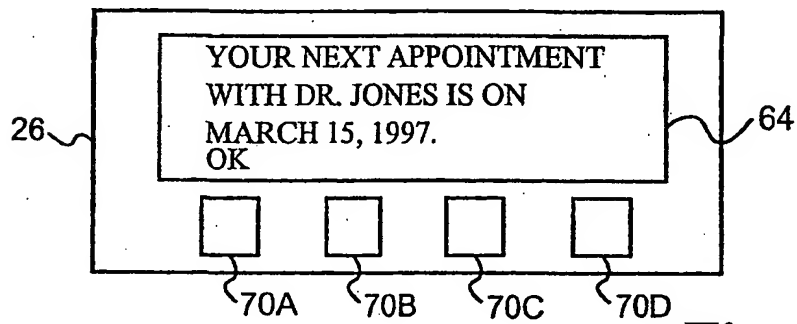 YOUR NEXT APPOINTMENT
WITH DR. JONES IS ON
MARCH 15, 1997.
OK
26
64
70A 70B 70C 70D